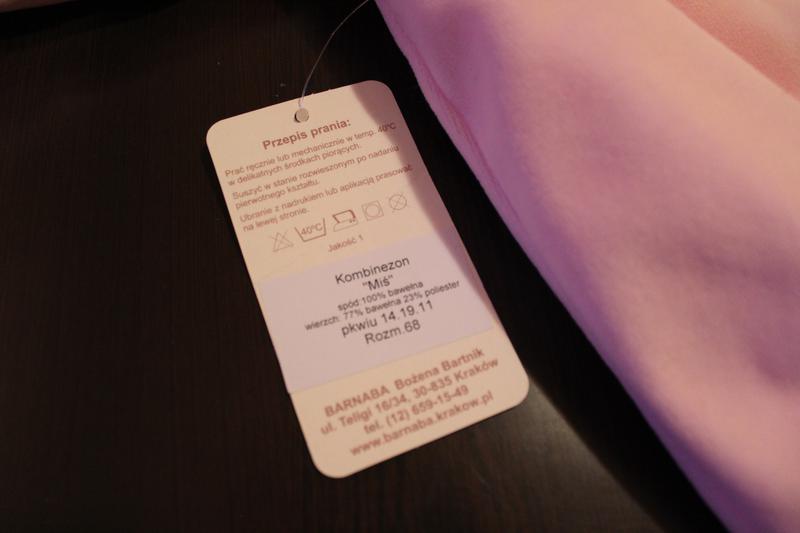 Przepis prania:
Prać ręcznie lub mechanicznie w temp. 40°C
w delikatnych środkach piorących.
Suszyć w stanie rozwieszonym po nadaniu
pierwotnego kształtu.
Ubranie z nadrukiem lub aplikacją prasować
na lewej stronie.
40°C
Jakość 1
Kombinezon
"Miś"
spód:100% bawełna
wierzch: 77% bawełna 23% poliester
pkwiu 14.19.11
Rozm.68
BARNABA Bożena Bartnik
ul. Teligi 16/34, 30-835 Kraków
tel. (12) 659-15-49
www.barnaba.krakow.pl